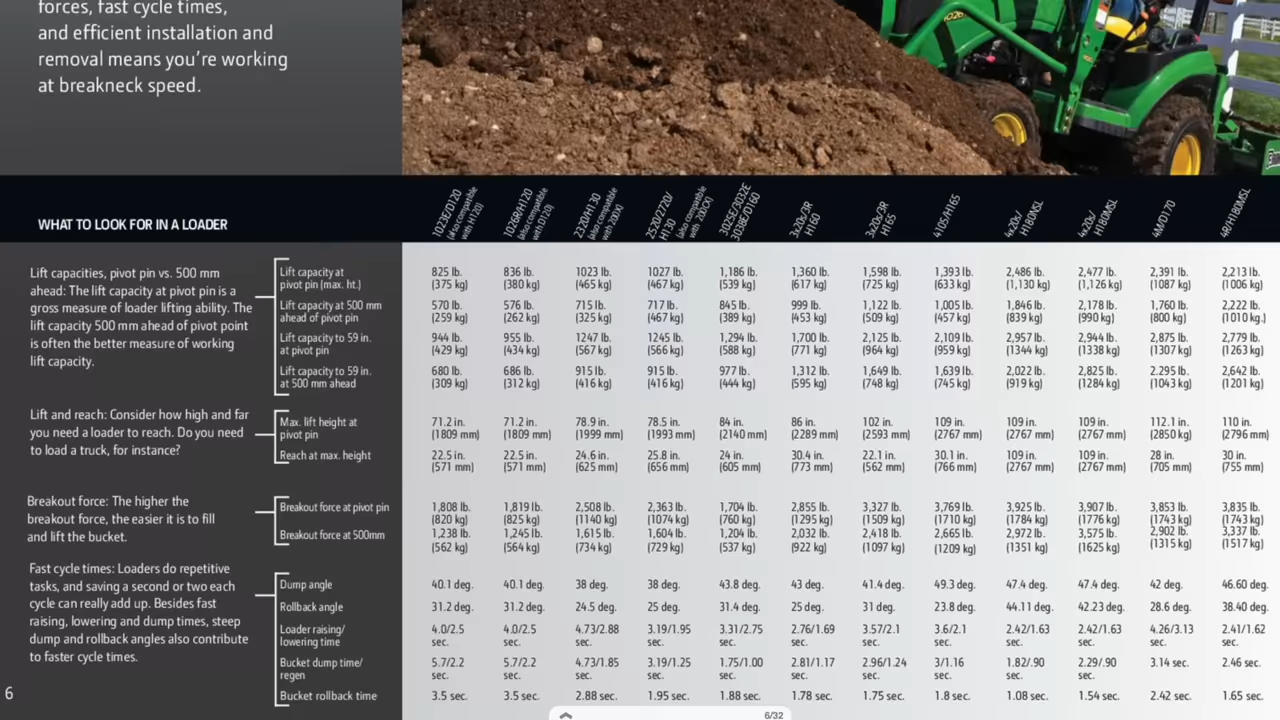 forces, fast cycle times,
and efficient installation and
removal means you're working
at breakneck speed.
WHAT TO LOOK FOR IN A LOADER
1023E/D120 (also compatible with H120)
1026R/H120 (also compatible with D120)
2320/H130 (also compatible with 200X)
2520/2720/ H130 (also compatible with 200CX)
3025E/3032E 3038E/D160
3x20s/3R H160
3x20s/3R H165
4105/H165
4x20s/ H180MSL
4x20s/ H180MSL
4M/D170
4R/H180MSL
Lift capacities, pivot pin vs. 500 mm
ahead: The lift capacity at pivot pin is a
gross measure of loader lifting ability. The
lift capacity 500 mm ahead of pivot point
is often the better measure of working
lift capacity.
Lift capacity at 825 lb. 836 lb. 1023 lb. 1027 lb. 1,186 lb. 1,360 lb. 1,598 lb. 1,393 lb. 2,486 lb. 2,477 lb. 2,391 lb. 2,213 lb.
pivot pin (max. ht.) (375 kg) (380 kg) (465 kg) (467 kg) (539 kg) (617 kg) (725 kg) (633 kg) (1,130 kg) (1,126 kg) (1087 kg) (1006 kg)
Lift capacity at 500 mm 570 lb. 576 lb. 715 lb. 717 lb. 845 lb. 999 lb. 1,122 lb. 1,005 lb. 1,846 lb. 2,178 lb. 1,760 lb. 2,222 lb.
ahead of pivot pin (259 kg) (262 kg) (325 kg) (467 kg) (389 kg) (453 kg) (509 kg) (457 kg) (839 kg) (990 kg) (800 kg) (1010 kg.)
Lift capacity to 59 in. 944 lb. 955 lb. 1247 lb. 1245 lb. 1,294 lb. 1,700 lb. 2,125 lb. 2,109 lb. 2,957 lb. 2,944 lb. 2,875 lb. 2,779 lb.
at pivot pin (429 kg) (434 kg) (567 kg) (566 kg) (588 kg) (771 kg) (964 kg) (959 kg) (1344 kg) (1338 kg) (1307 kg) (1263 kg)
Lift capacity to 59 in. 680 lb. 686 lb. 915 lb. 915 lb. 977 lb. 1,312 lb. 1,649 lb. 1,639 lb. 2,022 lb. 2,825 lb. 2.295 lb. 2,642 lb.
at 500 mm ahead (309 kg) (312 kg) (416 kg) (416 kg) (444 kg) (595 kg) (748 kg) (745 kg) (919 kg) (1284 kg) (1043 kg) (1201 kg)
Lift and reach: Consider how high and far
you need a loader to reach. Do you need
to load a truck, for instance?
Max. lift height at 71.2 in. 71.2 in. 78.9 in. 78.5 in. 84 in. 86 in. 102 in. 109 in. 109 in. 109 in. 112.1 in. 110 in.
pivot pin (1809 mm) (1809 mm) (1999 mm) (1993 mm) (2140 mm) (2289 mm) (2593 mm) (2767 mm) (2767 mm) (2767 mm) (2850 kg) (2796 mm)
Reach at max. height 22.5 in. 22.5 in. 24.6 in. 25.8 in. 24 in. 30.4 in. 22.1 in. 30.1 in. 109 in. 109 in. 28 in. 30 in.
(571 mm) (571 mm) (625 mm) (656 mm) (605 mm) (773 mm) (562 mm) (766 mm) (2767 mm) (2767 mm) (705 mm) (755 mm)
Breakout force: The higher the
breakout force, the easier it is to fill
and lift the bucket.
Breakout force at pivot pin 1,808 lb. 1,819 lb. 2,508 lb. 2,363 lb. 1,704 lb. 2,855 lb. 3,327 lb. 3,769 lb. 3,925 lb. 3,907 lb. 3,853 lb. 3,835 lb.
(820 kg) (825 kg) (1140 kg) (1074 kg) (760 kg) (1295 kg) (1509 kg) (1710 kg) (1784 kg) (1776 kg) (1743 kg) (1743 kg)
Breakout force at 500mm 1,238 lb. 1,245 lb. 1,615 lb. 1,604 lb. 1,204 lb. 2,032 lb. 2,418 lb. 2,665 lb. 2,972 lb. 3,575 lb. 2,902 lb. 3,337 lb.
(562 kg) (564 kg) (734 kg) (729 kg) (537 kg) (922 kg) (1097 kg) (1209 kg) (1351 kg) (1625 kg) (1315 kg) (1517 kg)
Fast cycle times: Loaders do repetitive
tasks, and saving a second or two each
cycle can really add up. Besides fast
raising, lowering and dump times, steep
dump and rollback angles also contribute
to faster cycle times.
Dump angle 40.1 deg. 40.1 deg. 38 deg. 38 deg. 43.8 deg. 43 deg. 41.4 deg. 49.3 deg. 47.4 deg. 47.4 deg. 42 deg. 46.60 deg.
Rollback angle 31.2 deg. 31.2 deg. 24.5 deg. 25 deg. 31.4 deg. 25 deg. 31 deg. 23.8 deg. 44.11 deg. 42.23 deg. 28.6 deg. 38.40 deg.
Loader raising/ 4.0/2.5 4.0/2.5 4.73/2.88 3.19/1.95 3.31/2.75 2.76/1.69 3.57/2.1 3.6/2.1 2.42/1.63 2.42/1.63 4.26/3.13 2.41/1.62
lowering time sec. sec. sec. sec. sec. sec. sec. sec. sec. sec. sec. sec.
Bucket dump time/ 5.7/2.2 5.7/2.2 4.73/1.85 3.19/1.25 1.75/1.00 2.81/1.17 2.96/1.24 3/1.16 1.82/.90 2.29/.90 3.14 sec. 2.46 sec.
regen sec. sec. sec. sec. sec. sec. sec. sec. sec. sec.
Bucket rollback time 3.5 sec. 3.5 sec. 2.88 sec. 1.95 sec. 1.88 sec. 1.78 sec. 1.75 sec. 1.8 sec. 1.08 sec. 1.54 sec. 2.42 sec. 1.65 sec.
6
6/32